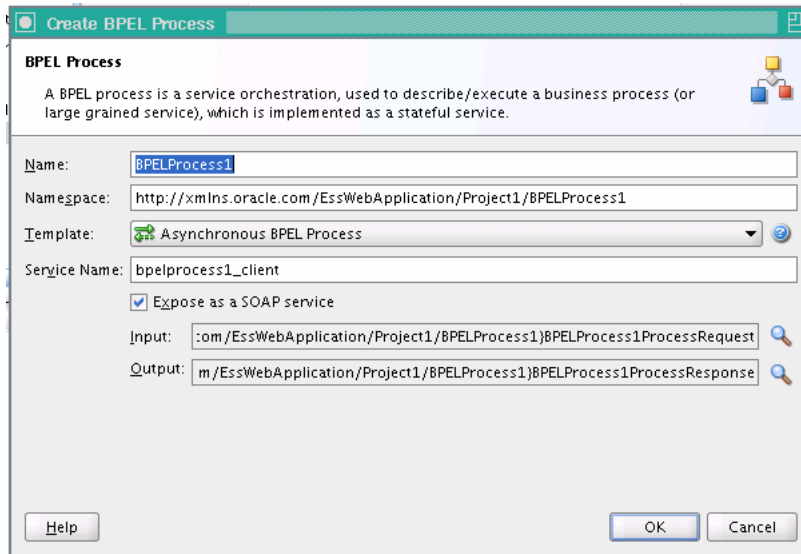 Create BPEL Process
BPEL Process
A BPEL process is a service orchestration, used to describe/execute a business process (or
large grained service), which is implemented as a stateful service.
Name: BPELProcess1
Namespace: http://xmlns.oracle.com/EssWebApplication/Project1/BPELProcess1
Template: Asynchronous BPEL Process
Service Name: bpelprocess1_client
Expose as a SOAP service
Input: :om/EssWebApplication/Project1/BPELProcess1}BPELProcess1ProcessRequest
Output: m/EssWebApplication/Project1/BPELProcess1}BPELProcess1ProcessResponse
Help OK Cancel